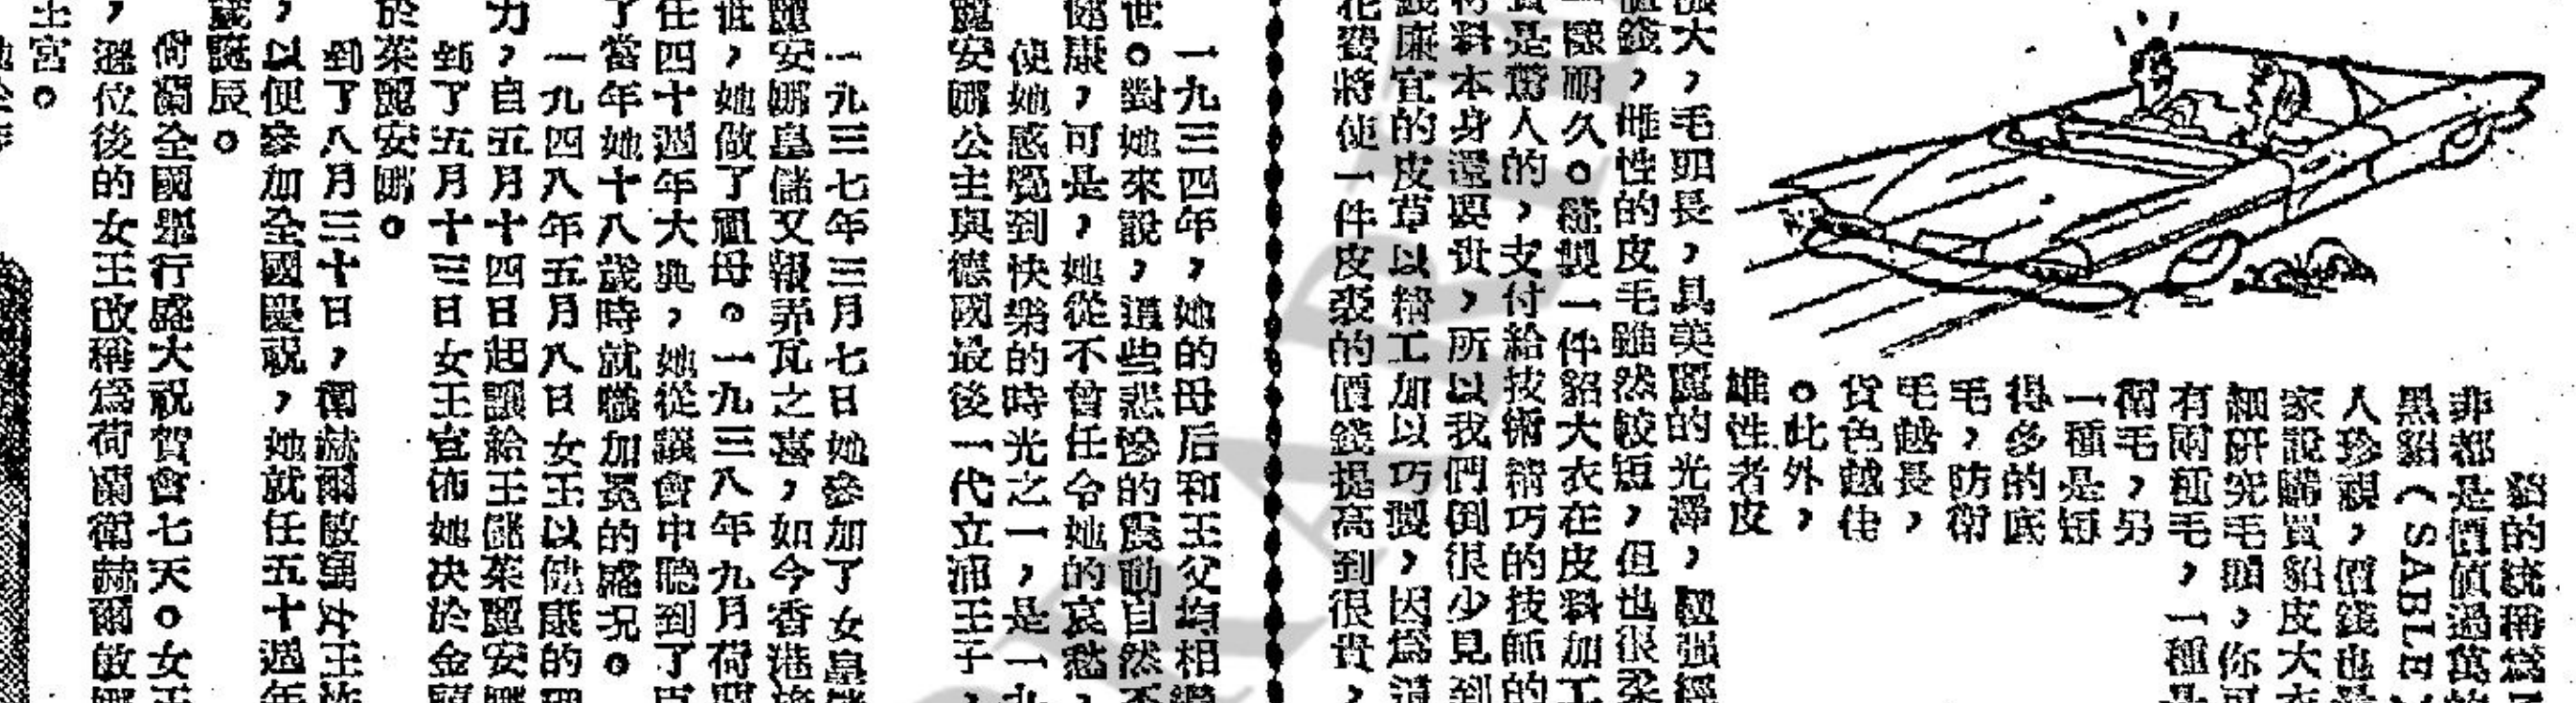 貂的統稱爲
非都是價値過萬的
黑貂(SABLE)
人珍視,價錢也是
家說購買貂皮大衣
細研究毛頭,你可
有兩種毛,一種是
衛毛,另
一種是短
得多的底
毛,防衛
毛越長,
貨色越佳
。此外,
雄性者皮
大,毛頭長,具美麗的光澤,
値錢,雌性的皮毛雖然較短,但也很柔
一樣耐久。縫製一件貂大衣在皮料加工
是驚人的,支付給技術精巧的技師的
材料本身還要貴,所以我們倒很少見到
錢廉宜的皮草以精工加以巧製,因爲這
花費將使一件皮裘的價錢提高到很貴,
一九三四年,她的母后和王父均相繼
世。對她來說,這些悲慘的震動自然不
健康,可是,她從不曾任令她的哀愁,
使她感覺到快樂的時光之一,是一九
麗安娜公主與德國最後一代立浦王子,
一九三七年三月七日她參加了女皇儲
麗安娜皇儲又報弄瓦之喜,如今香港
世,她做了祖母。一九三八年九月荷蘭
任四十週年大典,她從議會中聽到了
了當年她十八歲時就職加冕的盛况。
一九四八年五月八日女王以健康的理
力,自五月十四日起讓給王儲茱麗安娜
到了五月十三日女王宣佈她决於金
於茱麗安娜。
到了八月三十日,衛赫爾敏
,以便參加全國慶祝,她就任五十週年
歲誕辰。
荷蘭全國舉行盛大祝賀會七天。女王
,遜位後的女王改稱爲荷蘭衛赫爾敏娜
王宮。